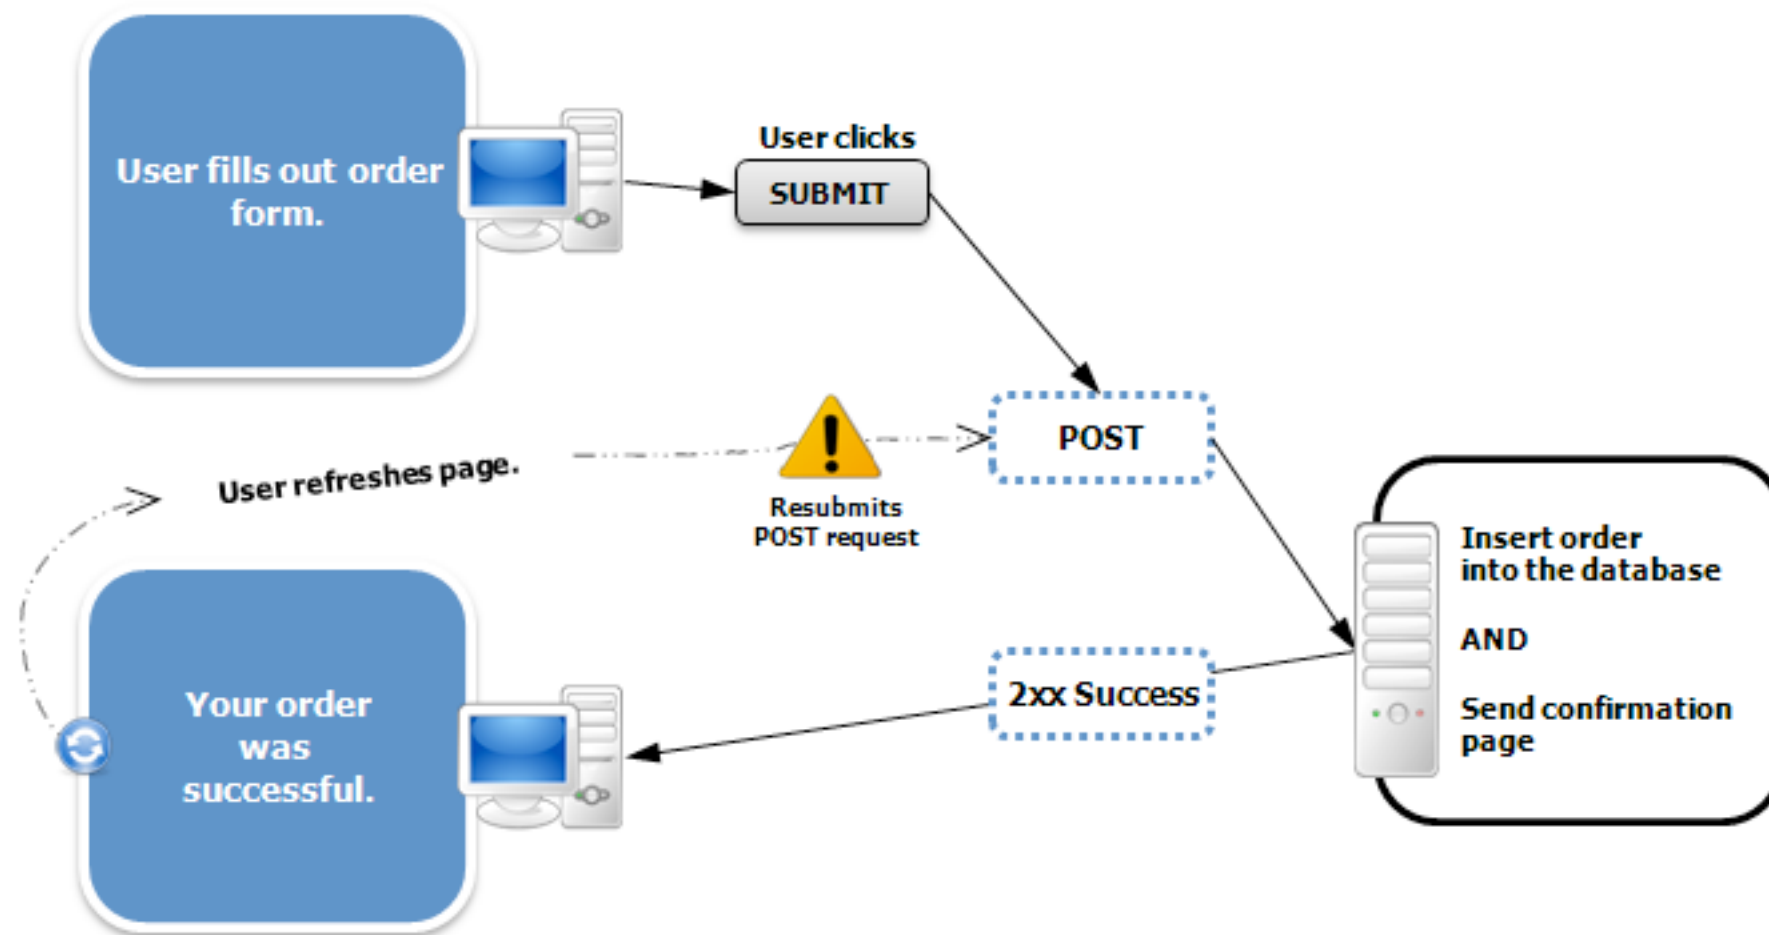 User fills out order
form.
User clicks
SUBMIT
POST
User refreshes page.
Resubmits
POST request
Insert order
into the database
AND
Send confirmation
page
2xx Success
Your order
was
successful.